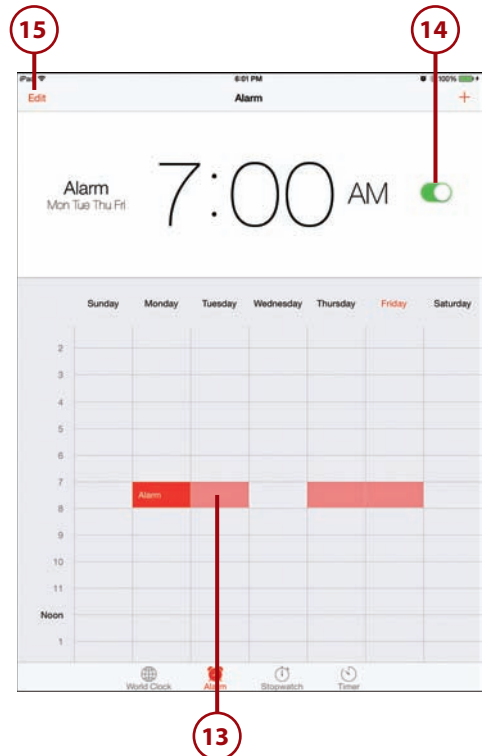 15 14
iPad 6:01 PM 100%
Edit Alarm +
Alarm 7:00 AM
Mon Tue Thu Fri
Sunday Monday Tuesday Wednesday Thursday Friday Saturday
2
3
4
5
6
7
Alarm
8
9
10
11
Noon
1
World Clock Alarm Stopwatch Timer
13